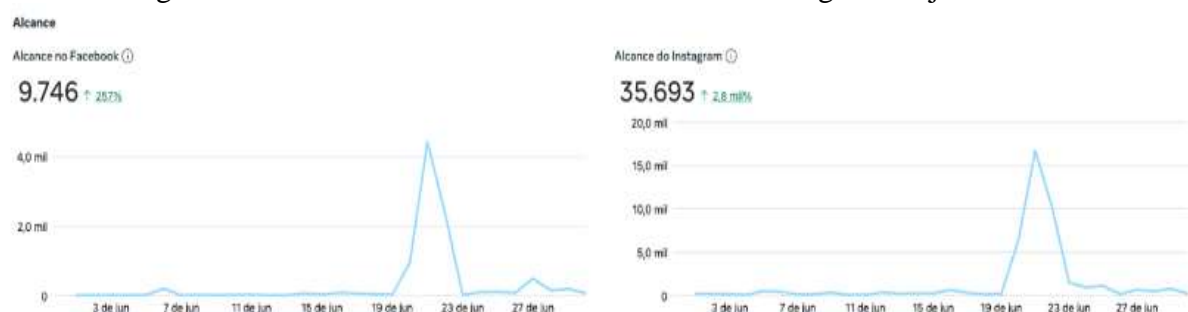 Alcance
Alcance no Facebook
9.746 ↑ 257%
4,0 mil
2,0 mil
0
3 de jun 7 de jun 11 de jun 15 de jun 19 de jun 23 de jun 27 de jun
Alcance do Instagram
35.693 ↑ 2,8 mil%
20,0 mil
15,0 mil
10,0 mil
5,0 mil
0
3 de jun 7 de jun 11 de jun 15 de jun 19 de jun 23 de jun 27 de jun